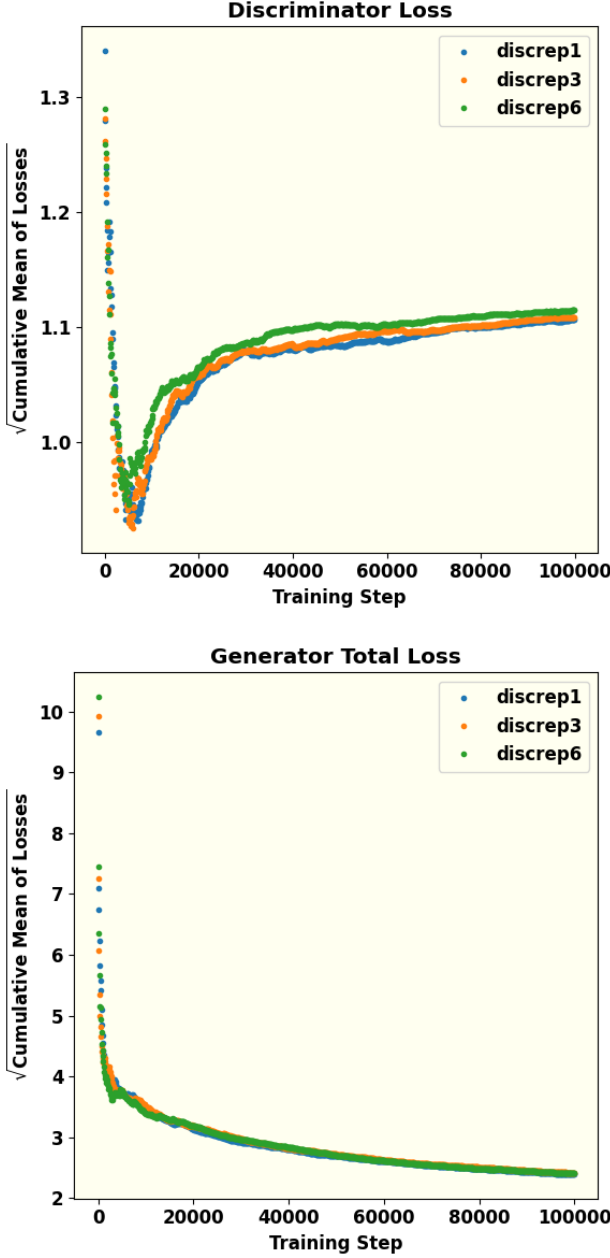 Discriminator Loss
discrep1
discrep3
discrep6
1.3
1.2
1.1
1.0
√Cumulative Mean of Losses
0 20000 40000 60000 80000 100000
Training Step
Generator Total Loss
discrep1
discrep3
discrep6
10
9
8
7
6
5
4
3
2
√Cumulative Mean of Losses
0 20000 40000 60000 80000 100000
Training Step